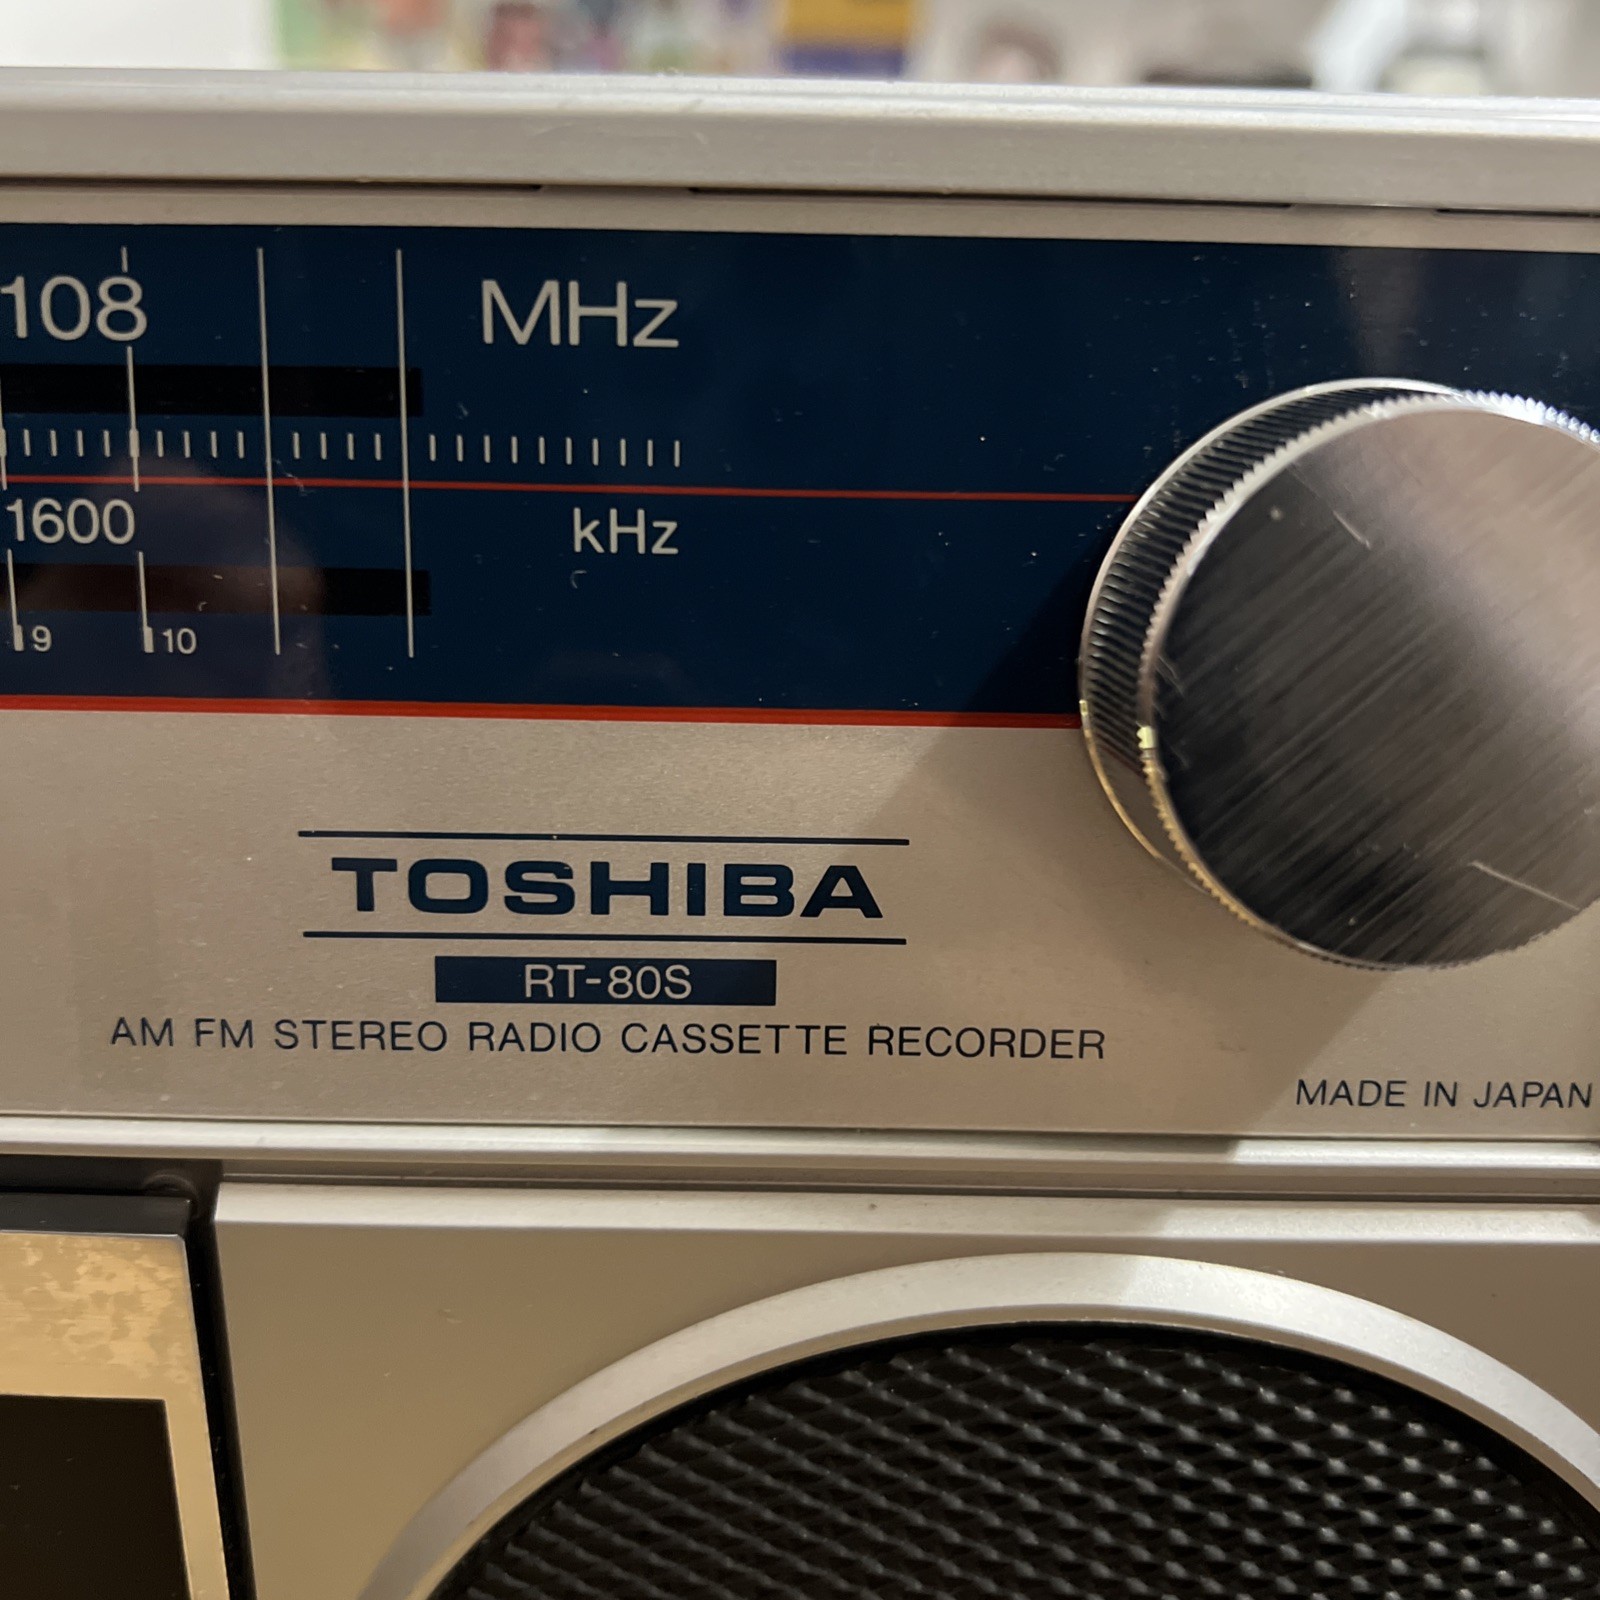 108 MHz
1600 kHz
9 10
TOSHIBA
RT-80S
AM FM STEREO RADIO CASSETTE RECORDER
MADE IN JAPAN